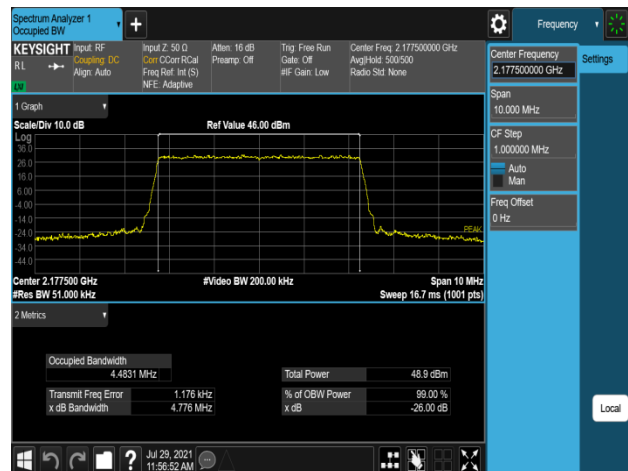 Spectrum Analyzer 1
Occupied BW
Frequency
KEYSIGHT
RL
Input: RF
Coupling: DC
Align: Auto
Input Z: 50 Ω
Corr CCorr RCal
Freq Ref: Int (S)
NFE: Adaptive
Atten: 16 dB
Preamp: Off
Trig: Free Run
Gate: Off
#IF Gain: Low
Center Freq: 2.177500000 GHz
Avg|Hold: 500/500
Radio Std: None
Center Frequency
2.177500000 GHz
Settings
Span
10.000 MHz
CF Step
1.000000 MHz
Auto
Man
Freq Offset
0 Hz
1 Graph
Scale/Div 10.0 dB
Ref Value 46.00 dBm
Log
36.0
26.0
16.0
6.00
-4.00
-14.0
-24.0
-34.0
-44.0
PEAK
Center 2.177500 GHz
#Video BW 200.00 kHz
Span 10 MHz
#Res BW 51.000 kHz
Sweep 16.7 ms (1001 pts)
2 Metrics
Occupied Bandwidth
4.4831 MHz
Total Power
48.9 dBm
Transmit Freq Error
1.176 kHz
% of OBW Power
99.00 %
x dB Bandwidth
4.776 MHz
x dB
-26.00 dB
Local
Jul 29, 2021
11:56:52 AM